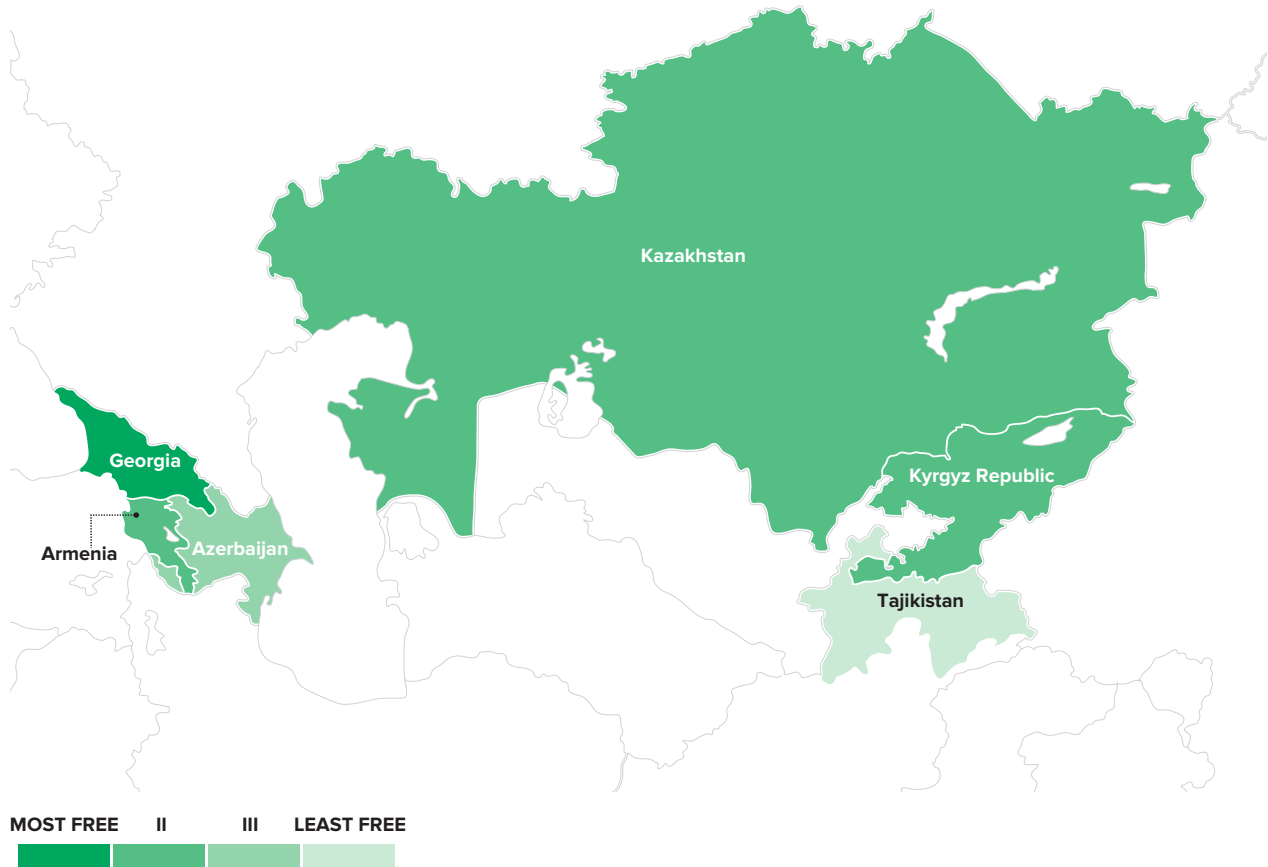 Kazakhstan
Georgia
Kyrgyz Republic
Armenia
Azerbaijan
Tajikistan
MOST FREE II III LEAST FREE